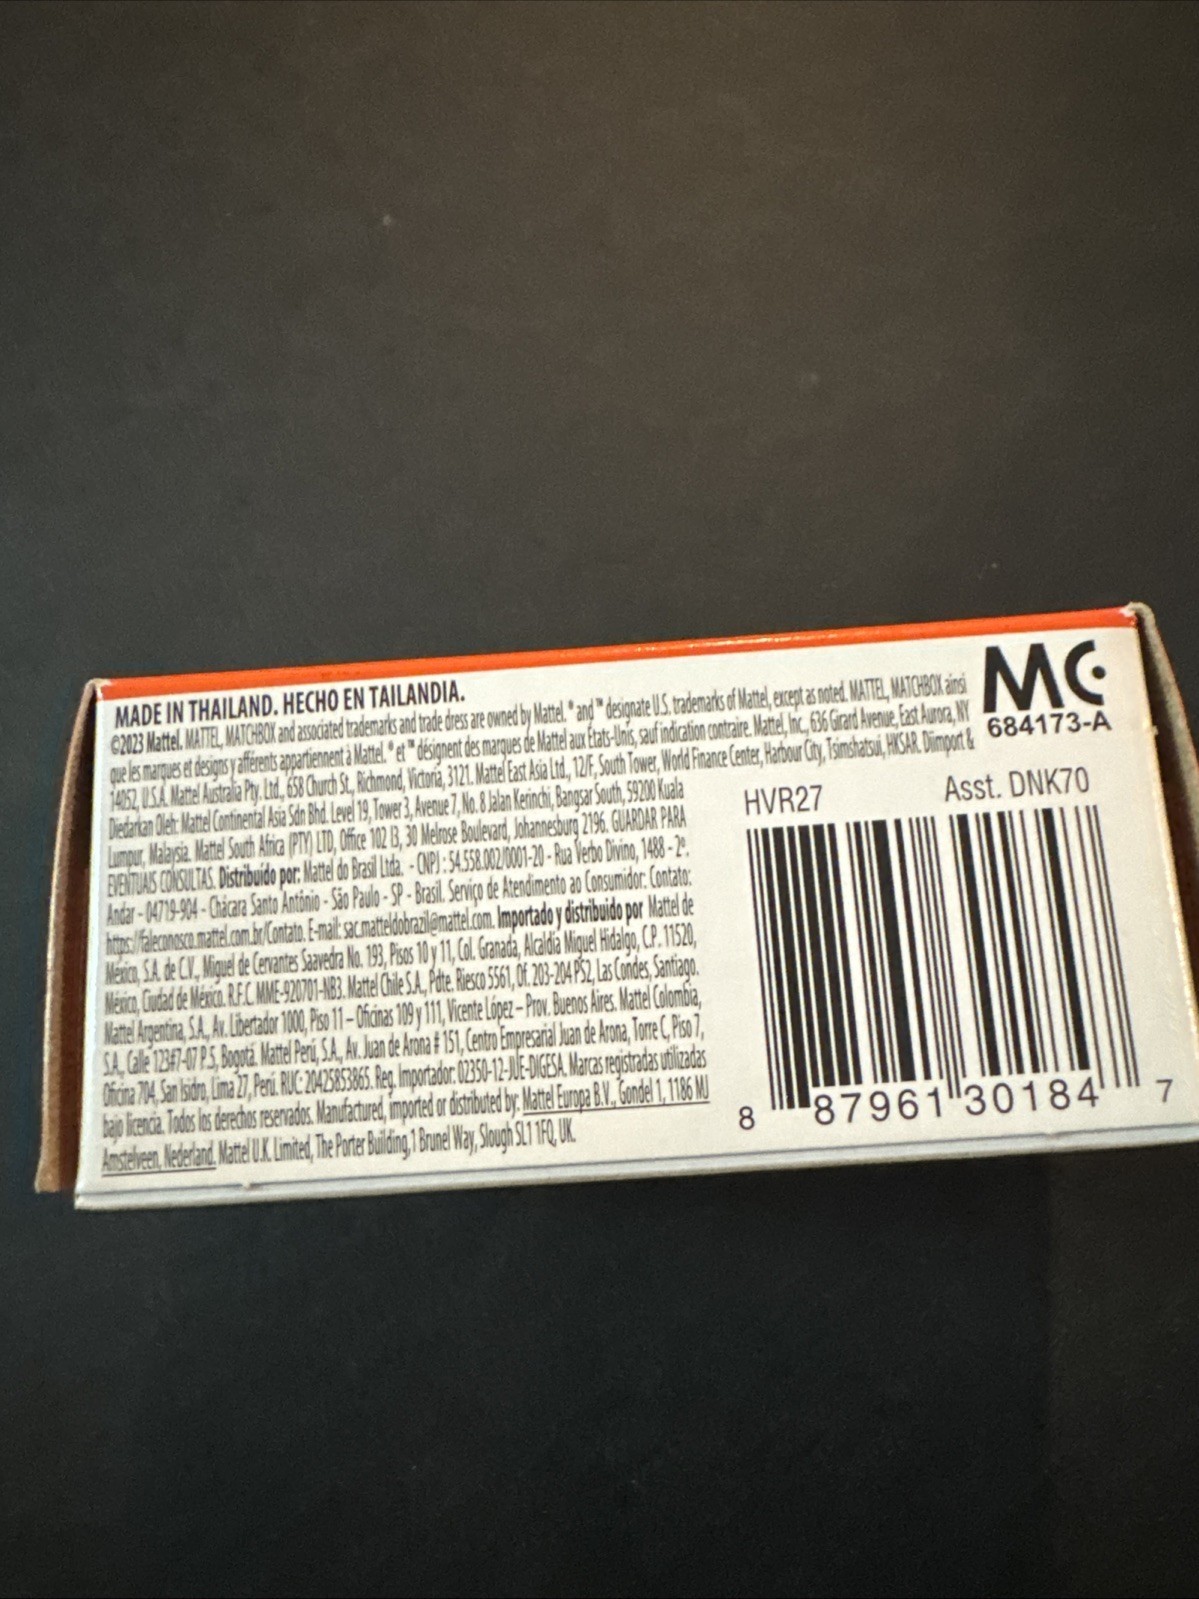 MADE IN THAILAND. HECHO EN TAILANDIA.
©2023 Mattel. MATTEL, MATCHBOX and associated trademarks and trade dress are owned by Mattel. ® and ™ designate U.S. trademarks of Mattel, except as noted. MATTEL, MATCHBOX ainsi
que les marques et designs y afférents appartiennent à Mattel. ® et ™ désignent des marques de Mattel aux États-Unis, sauf indication contraire. Mattel, Inc., 636 Girard Avenue, East Aurora, NY
14052, U.S.A. Mattel Australia Pty. Ltd., 658 Church St., Richmond, Victoria, 3121. Mattel East Asia Ltd., 12/F, South Tower, World Finance Center, Harbour City, Tsimshatsui, HKSAR. Diimport &
Diedarkan Oleh: Mattel Continental Asia Sdn Bhd. Level 19, Tower 3, Avenue 7, No. 8 Jalan Kerinchi, Bangsar South, 59200 Kuala
Lumpur, Malaysia. Mattel South Africa (PTY) LTD, Office 102 I3, 30 Melrose Boulevard, Johannesburg 2196. GUARDAR PARA
EVENTUAIS CONSULTAS. Distribuído por: Mattel do Brasil Ltda. - CNPJ : 54.558.002/0001-20 - Rua Verbo Divino, 1488 - 2º.
Andar - 04719-904 - Chácara Santo Antônio - São Paulo - SP - Brasil. Serviço de Atendimento ao Consumidor: Contato:
https://faleconosco.mattel.com.br/Contato. E-mail: sac.matteldobrazil@mattel.com. Importado y distribuido por Mattel de
México, S.A. de C.V., Miguel de Cervantes Saavedra No. 193, Pisos 10 y 11, Col. Granada, Alcaldía Miguel Hidalgo, C.P. 11520,
México, Ciudad de México. R.F.C. MME-920701-NB3. Mattel Chile S.A., Pdte. Riesco 5561, Of. 203-204 PS2, Las Condes, Santiago.
Mattel Argentina, S.A., Av. Libertador 1000, Piso 11 – Oficinas 109 y 111, Vicente López – Prov. Buenos Aires. Mattel Colombia,
S.A., Calle 123#7-07 P.5, Bogotá. Mattel Perú, S.A., Av. Juan de Arona # 151, Centro Empresarial Juan de Arona, Torre C, Piso 7,
Oficina 704, San Isidro, Lima 27, Perú. RUC: 20425853865. Reg. Importador: 02350-12-JUE-DIGESA. Marcas registradas utilizadas
bajo licencia. Todos los derechos reservados. Manufactured, imported or distributed by: Mattel Europa B.V., Gondel 1, 1186 MJ
Amstelveen, Nederland. Mattel U.K. Limited, The Porter Building, 1 Brunel Way, Slough SL1 1FQ, UK.
MC
684173-A
HVR27 Asst. DNK70
8 87961 30184 7